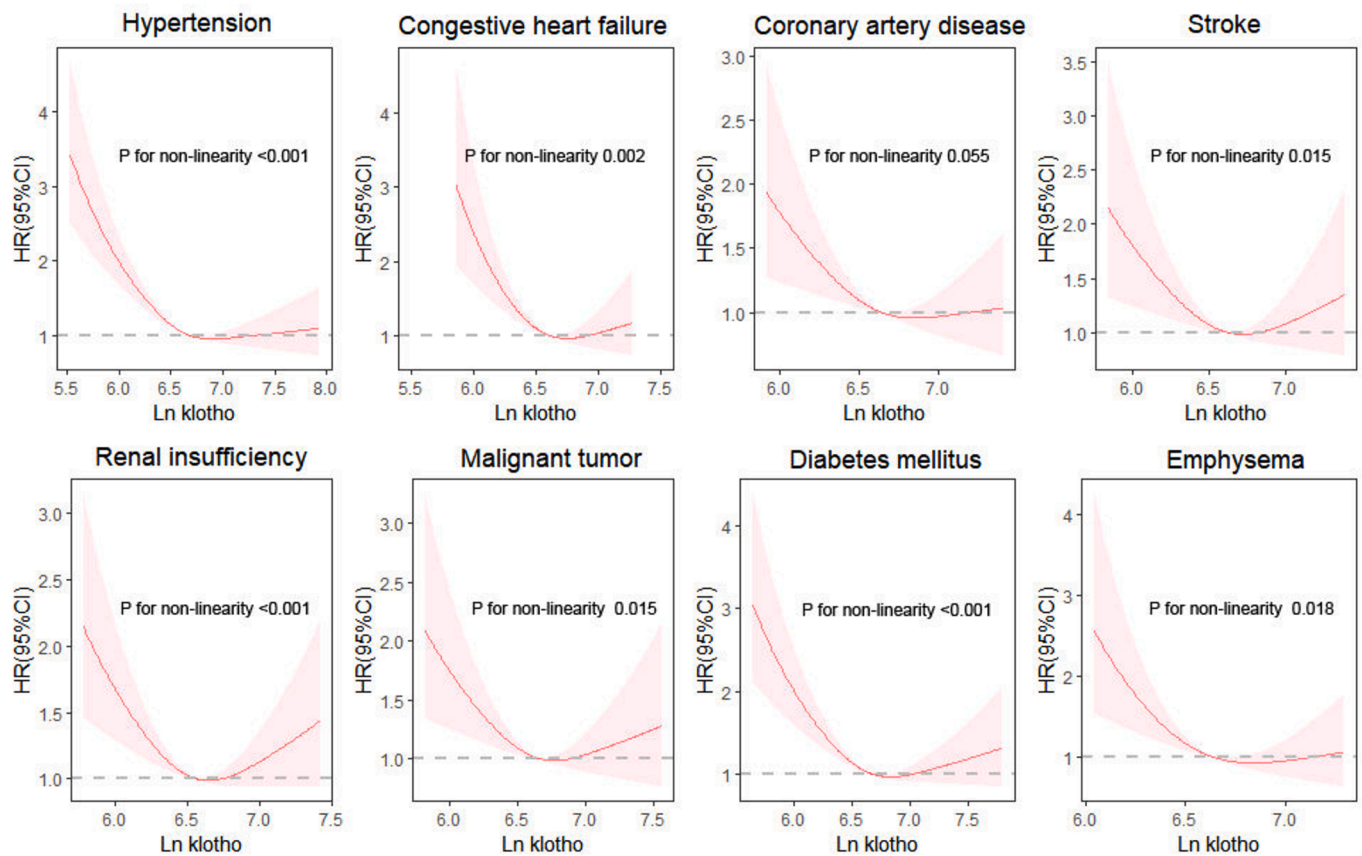 Hypertension
Congestive heart failure
Coronary artery disease
Stroke
HR(95%CI)
4
3
2
1
P for non-linearity <0.001
5.5 6.0 6.5 7.0 7.5 8.0
Ln klotho
HR(95%CI)
4
3
2
1
P for non-linearity 0.002
5.5 6.0 6.5 7.0 7.5
Ln klotho
HR(95%CI)
3.0
2.5
2.0
1.5
1.0
P for non-linearity 0.055
6.0 6.5 7.0
Ln klotho
HR(95%CI)
3.5
3.0
2.5
2.0
1.5
1.0
P for non-linearity 0.015
6.0 6.5 7.0
Ln klotho
Renal insufficiency
Malignant tumor
Diabetes mellitus
Emphysema
HR(95%CI)
3.0
2.5
2.0
1.5
1.0
P for non-linearity <0.001
6.0 6.5 7.0 7.5
Ln klotho
HR(95%CI)
3.0
2.5
2.0
1.5
1.0
P for non-linearity 0.015
6.0 6.5 7.0 7.5
Ln klotho
HR(95%CI)
4
3
2
1
P for non-linearity <0.001
6.0 6.5 7.0 7.5
Ln klotho
HR(95%CI)
4
3
2
1
P for non-linearity 0.018
6.0 6.5 7.0
Ln klotho